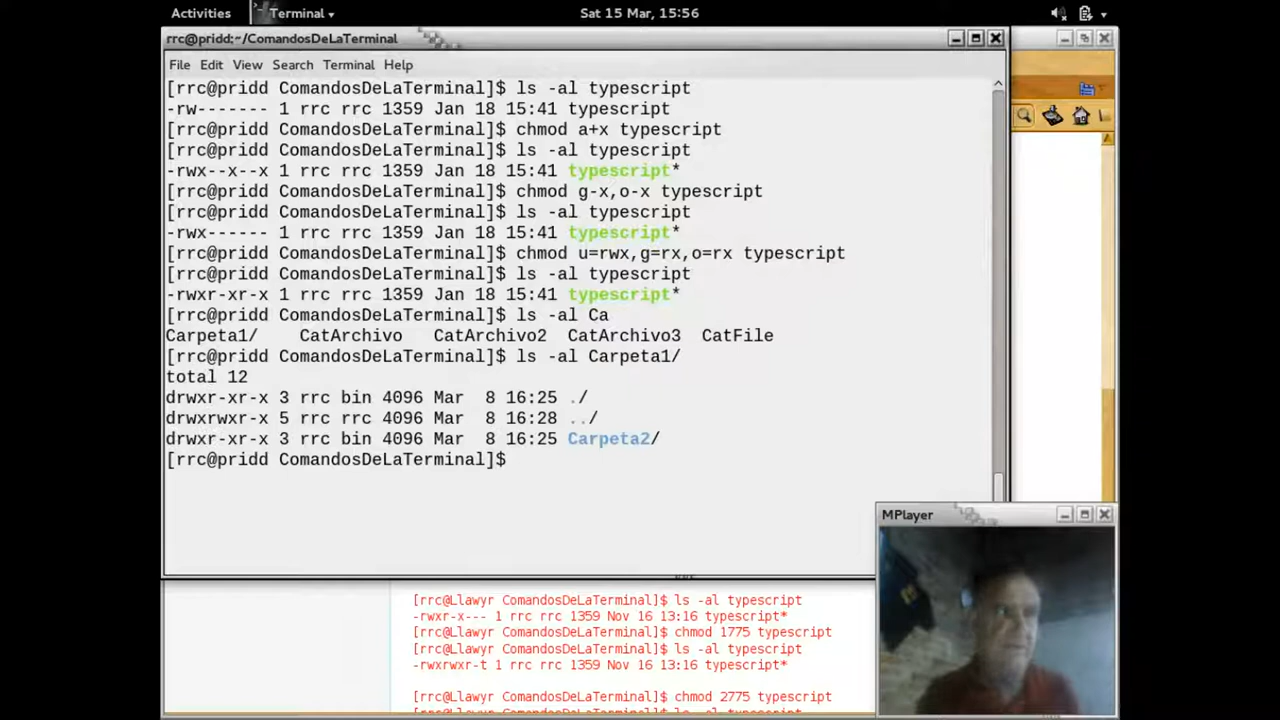 Activities Terminal Sat 15 Mar, 15:56
rrc@pridd:~/ComandosDeLaTerminal
File Edit View Search Terminal Help
[rrc@pridd ComandosDeLaTerminal]$ ls -al typescript
-rw------- 1 rrc rrc 1359 Jan 18 15:41 typescript
[rrc@pridd ComandosDeLaTerminal]$ chmod a+x typescript
[rrc@pridd ComandosDeLaTerminal]$ ls -al typescript
-rwx--x--x 1 rrc rrc 1359 Jan 18 15:41 typescript*
[rrc@pridd ComandosDeLaTerminal]$ chmod g-x,o-x typescript
[rrc@pridd ComandosDeLaTerminal]$ ls -al typescript
-rwx------ 1 rrc rrc 1359 Jan 18 15:41 typescript*
[rrc@pridd ComandosDeLaTerminal]$ chmod u=rwx,g=rx,o=rx typescript
[rrc@pridd ComandosDeLaTerminal]$ ls -al typescript
-rwxr-xr-x 1 rrc rrc 1359 Jan 18 15:41 typescript*
[rrc@pridd ComandosDeLaTerminal]$ ls -al Ca
Carpeta1/ CatArchivo CatArchivo2 CatArchivo3 CatFile
[rrc@pridd ComandosDeLaTerminal]$ ls -al Carpeta1/
total 12
drwxr-xr-x 3 rrc bin 4096 Mar 8 16:25 ./
drwxrwxr-x 5 rrc rrc 4096 Mar 8 16:28 ../
drwxr-xr-x 3 rrc bin 4096 Mar 8 16:25 Carpeta2/
[rrc@pridd ComandosDeLaTerminal]$
MPlayer
[rrc@Llawyr ComandosDeLaTerminal]$ ls -al typescript
-rwxr-x--- 1 rrc rrc 1359 Nov 16 13:16 typescript*
[rrc@Llawyr ComandosDeLaTerminal]$ chmod 1775 typescript
[rrc@Llawyr ComandosDeLaTerminal]$ ls -al typescript
-rwxrwxr-t 1 rrc rrc 1359 Nov 16 13:16 typescript*
[rrc@Llawyr ComandosDeLaTerminal]$ chmod 2775 typescript
[rrc@Llawyr ComandosDeLaTerminal]$ ls -al typescript